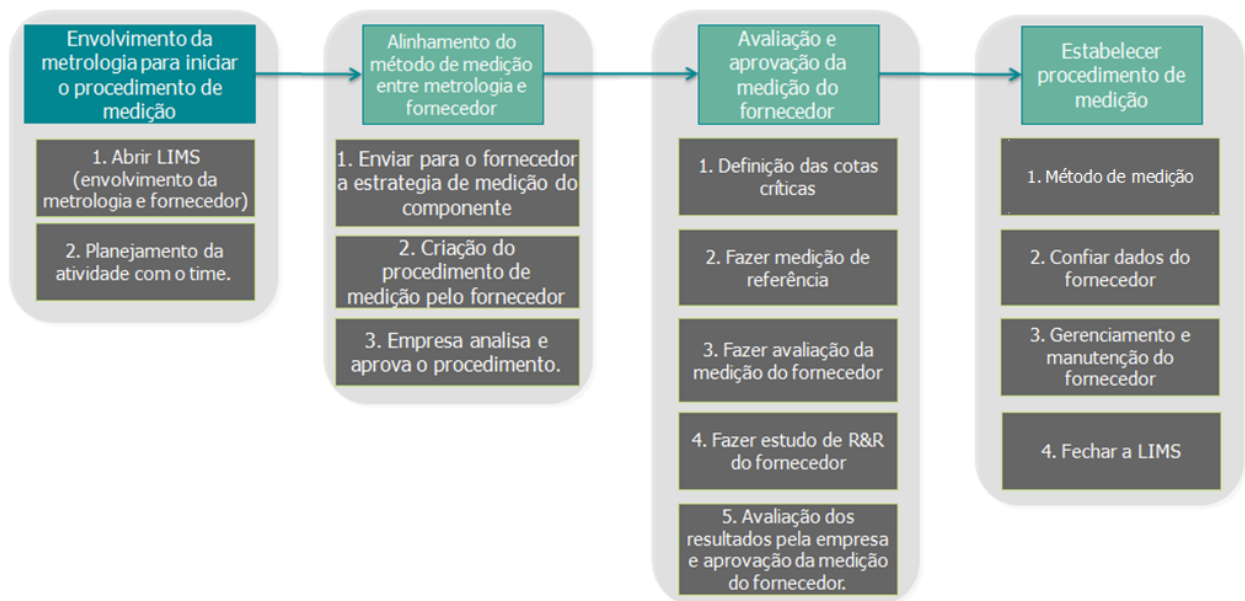 Envolvimento da
metrologia para iniciar
o procedimento de
medição
1. Abrir LIMS
(envolvimento da
metrologia e fornecedor)
2. Planejamento da
atividade com o time.
Alinhamento do
método de medição
entre metrologia e
fornecedor
1. Enviar para o fornecedor
a estrategia de medição do
componente
2. Criação do
procedimento de
medição pelo fornecedor
3. Empresa analisa e
aprova o procedimento.
Avaliação e
aprovação da
medição do
fornecedor
1. Definição das cotas
críticas
2. Fazer medição de
referência
3. Fazer avaliação da
medição do fornecedor
4. Fazer estudo de R&R
do fornecedor
5. Avaliação dos
resultados pela empresa
e aprovação da medição
do fornecedor.
Estabelecer
procedimento de
medição
1. Método de medição
2. Confiar dados do
fornecedor
3. Gerenciamento e
manutenção do
fornecedor
4. Fechar a LIMS